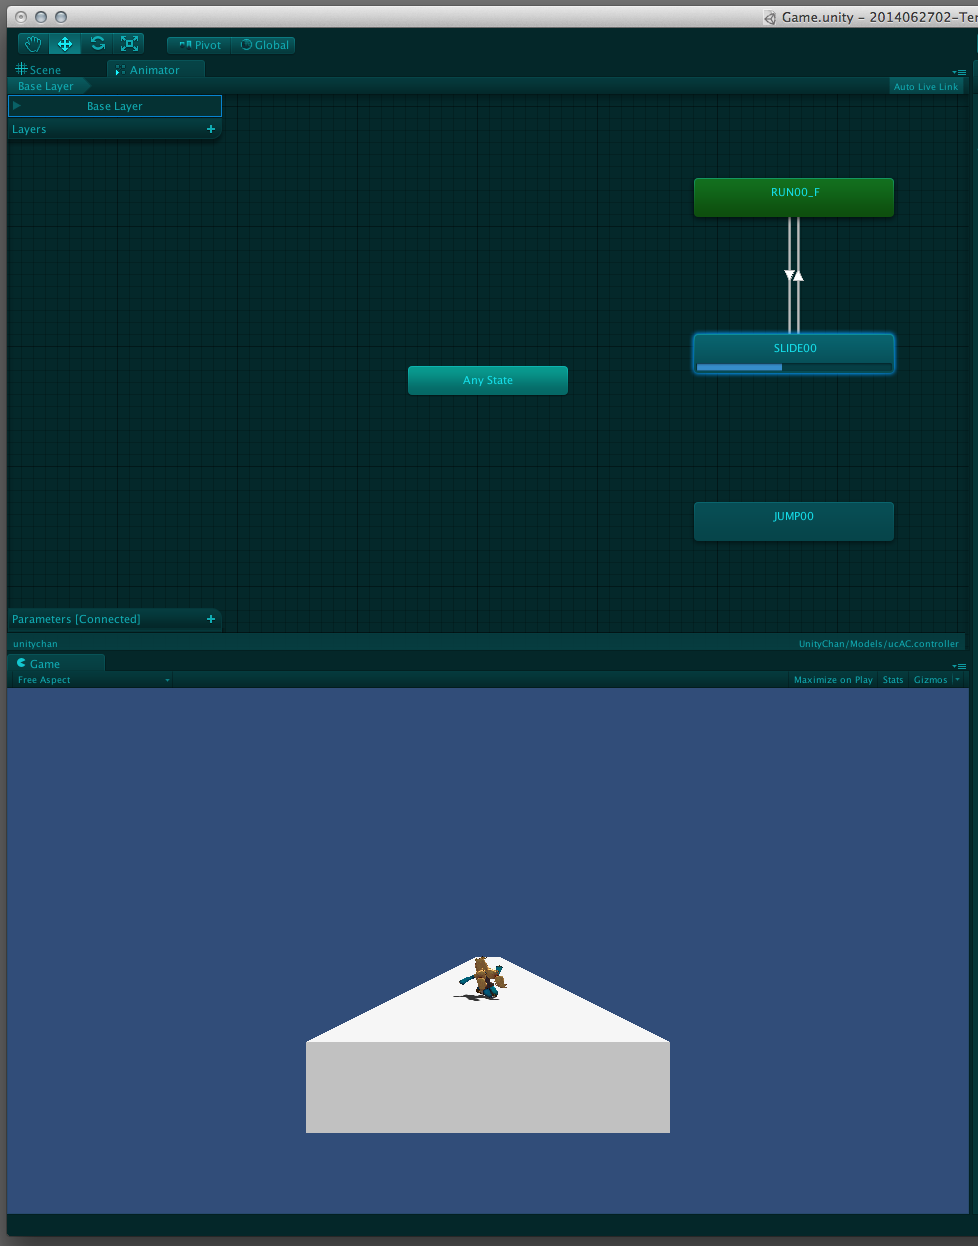 Game.unity - 2014062702-Ter
Pivot Global
Scene Animator
Base Layer Auto Live Link
Base Layer
Layers +
RUN00_F
SLIDE00
Any State
JUMP00
Parameters [Connected] +
unitychan UnityChan/Models/ucAC.controller
Game
Free Aspect Maximize on Play Stats Gizmos